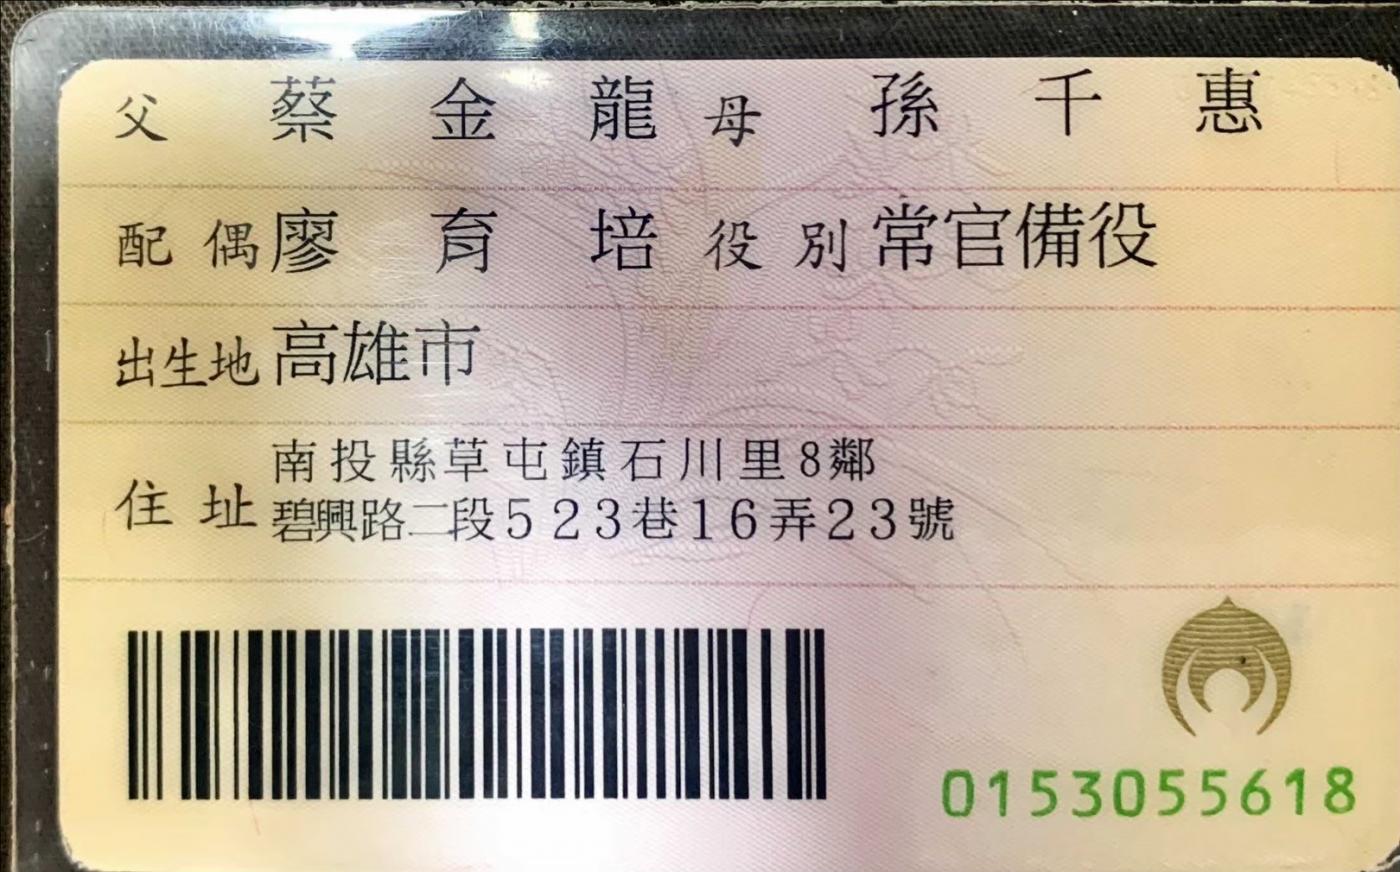 父 蔡金龍 母 孫千惠
配偶 廖育培 役別 常官備役
出生地 高雄市
住址 南投縣草屯鎮石川里8鄰
碧興路二段523巷16弄23號
0153055618